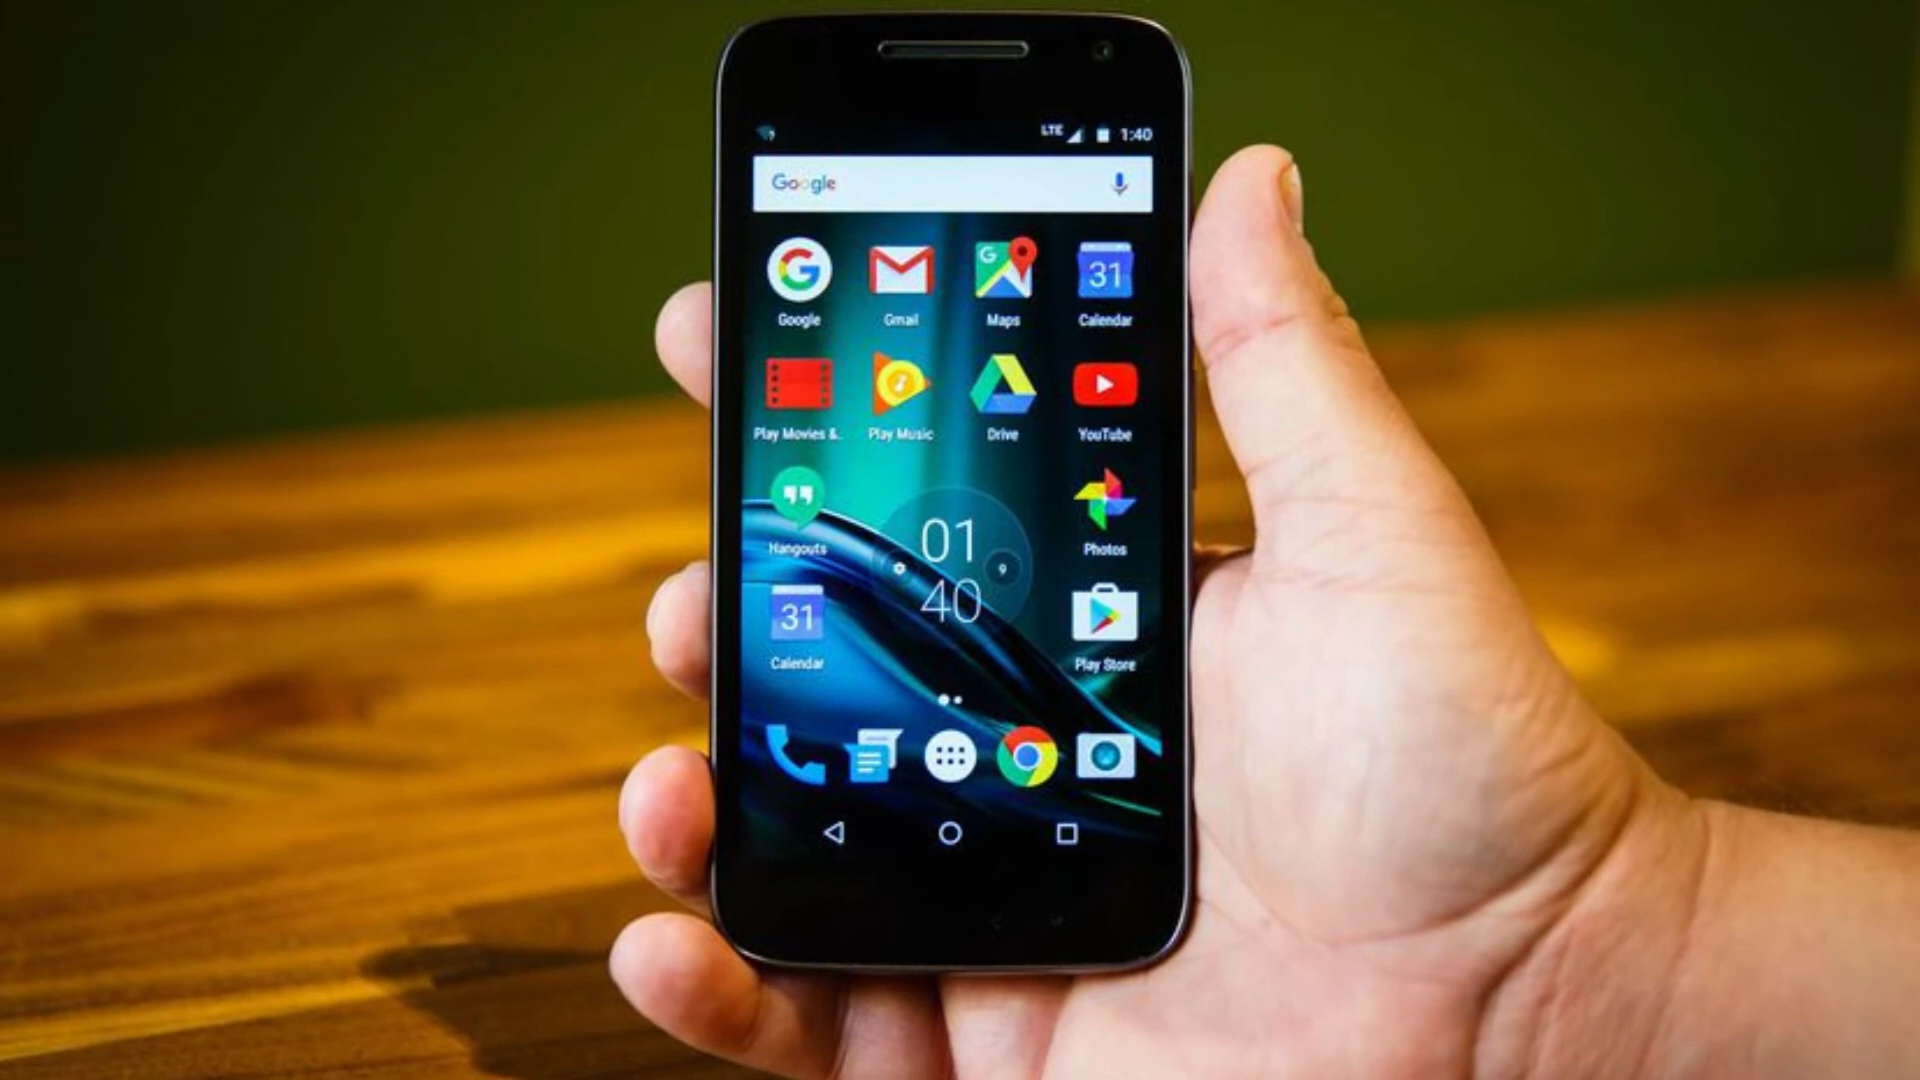 LTE 1:40
Google
G
31
Google Gmail Maps Calendar
Play Movies &.. Play Music Drive YouTube
01
Hangouts Photos
9
40
31
Calendar Play Store